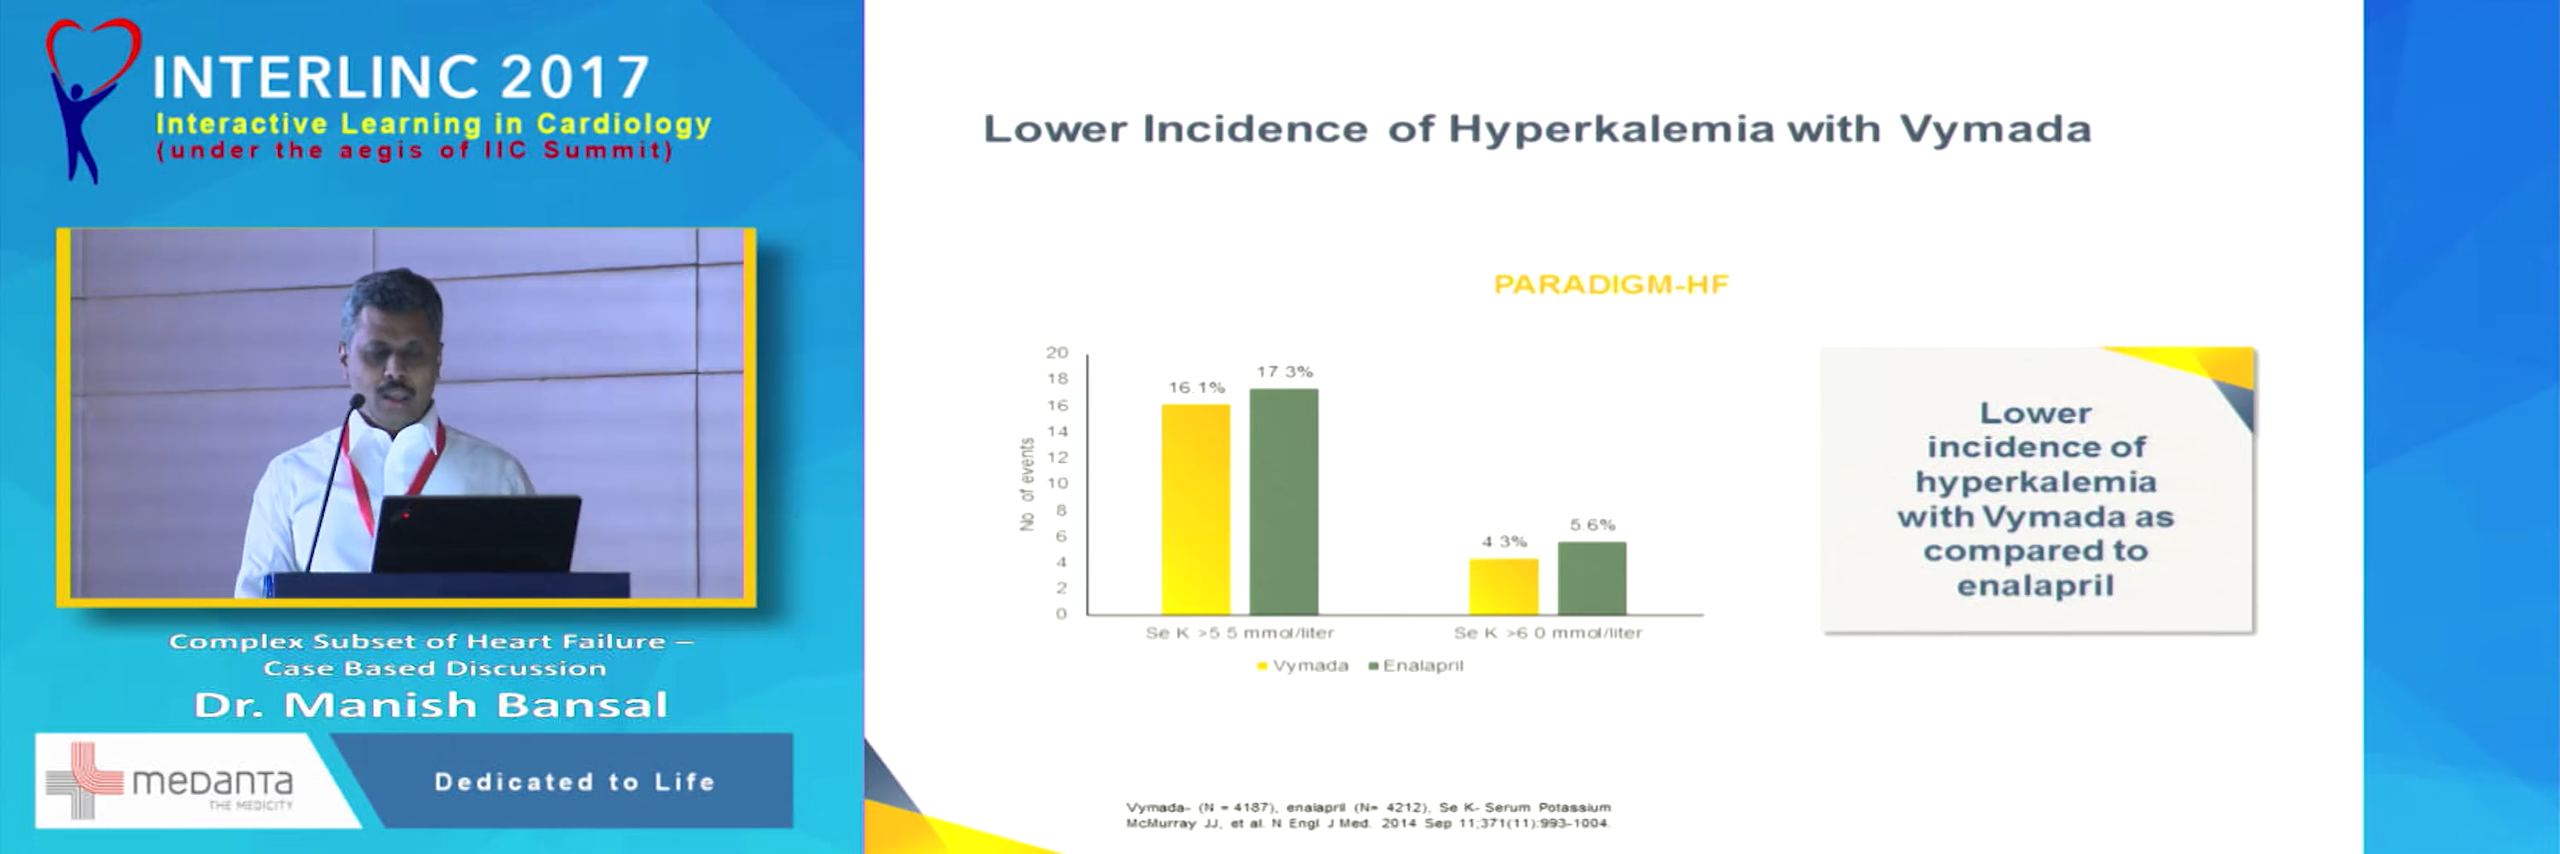 INTERLINC 2017
Interactive Learning in Cardiology
(under the aegis of IIC Summit)
Complex Subset of Heart Failure –
Case Based Discussion
Dr. Manish Bansal
meDanTa
THE MEDICITY
Dedicated to Life
Lower Incidence of Hyperkalemia with Vymada
PARADIGM-HF
No of events
20
18
16
14
12
10
8
6
4
2
0
16.1%
17.3%
4.3%
5.6%
Se K >5 5 mmol/liter
Se K >6 0 mmol/liter
Vymada
Enalapril
Lower
incidence of
hyperkalemia
with Vymada as
compared to
enalapril
Vymada- (N = 4187), enalapril (N= 4212), Se K- Serum Potassium
McMurray JJ, et al. N Engl J Med. 2014 Sep 11;371(11):993-1004.